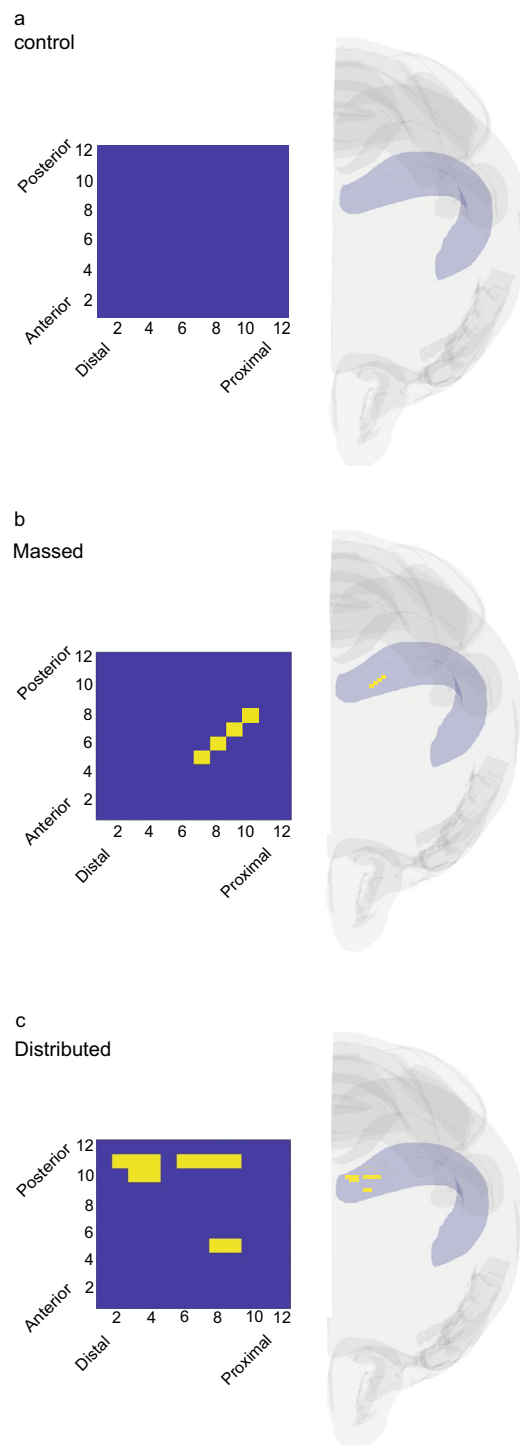 a
control
Posterior
12
10
8
6
4
2
Anterior
2 4 6 8 10 12
Distal
Proximal
b
Massed
Posterior
12
10
8
6
4
2
Anterior
2 4 6 8 10 12
Distal
Proximal
c
Distributed
Posterior
12
10
8
6
4
2
Anterior
2 4 6 8 10 12
Distal
Proximal